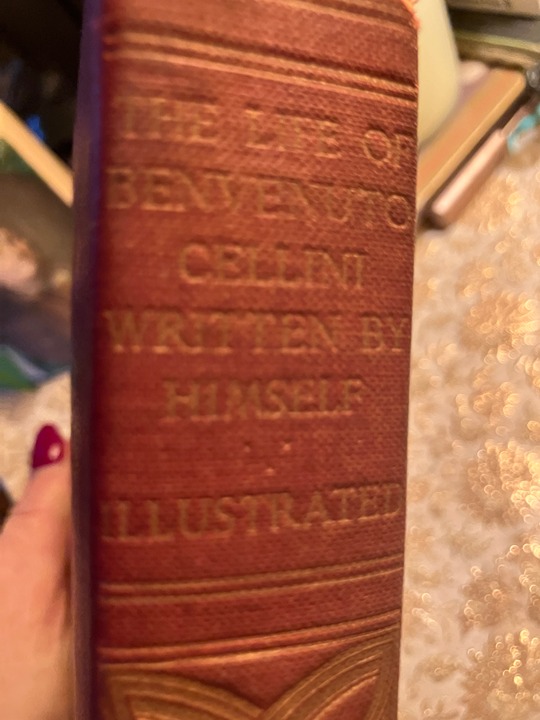 THE LIFE OF
BENVENUTO
CELLINI
WRITTEN BY
HIMSELF
ILLUSTRATED